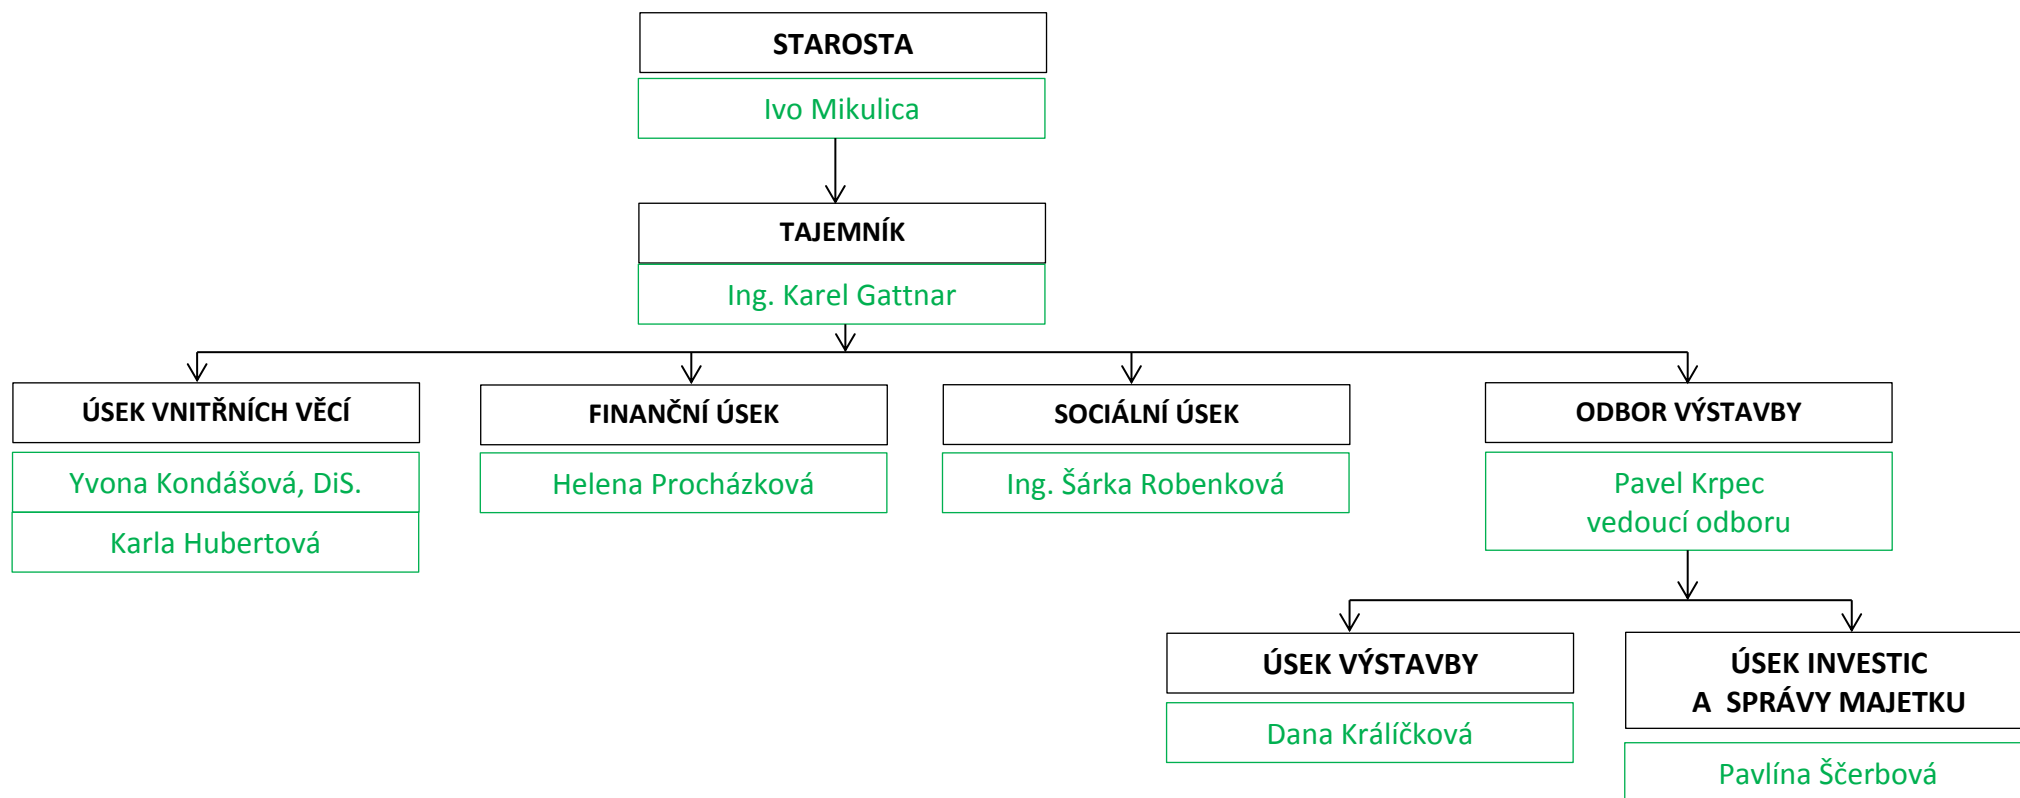 STAROSTA
Ivo Mikulica
TAJEMNÍK
Ing. Karel Gattnar
ÚSEK VNITŘNÍCH VĚCÍ
Yvona Kondášová, DiS.
Karla Hubertová
FINANČNÍ ÚSEK
Helena Procházková
SOCIÁLNÍ ÚSEK
Ing. Šárka Robenková
ODBOR VÝSTAVBY
Pavel Krpec
vedoucí odboru
ÚSEK VÝSTAVBY
Dana Králíčková
ÚSEK INVESTIC
A  SPRÁVY MAJETKU
Pavlína Ščerbová